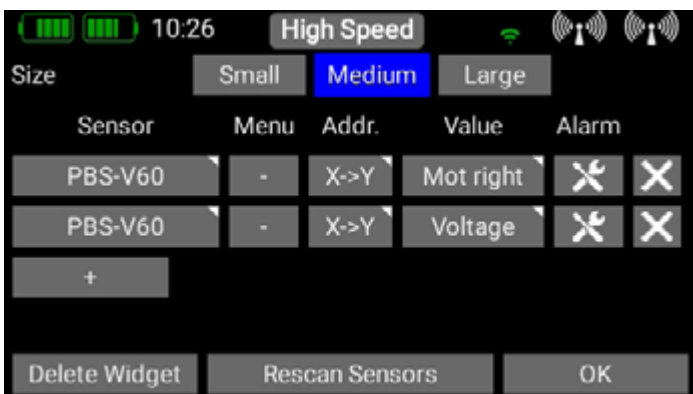 10:26 High Speed
Size Small Medium Large
Sensor Menu Addr. Value Alarm
PBS-V60 - X->Y Mot right
PBS-V60 - X->Y Voltage
+
Delete Widget Rescan Sensors OK